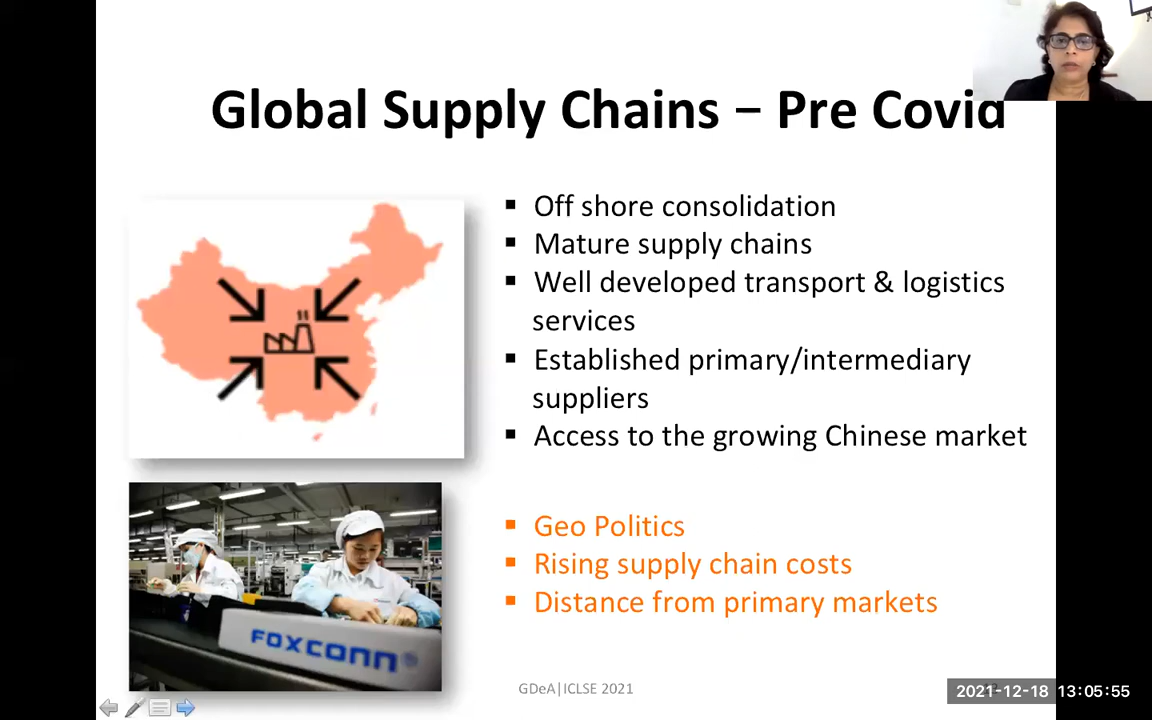 Global Supply Chains – Pre Covid
▪ Off shore consolidation
▪ Mature supply chains
▪ Well developed transport & logistics
services
▪ Established primary/intermediary
suppliers
▪ Access to the growing Chinese market
▪ Geo Politics
▪ Rising supply chain costs
▪ Distance from primary markets
FOXCONN®
GDeA|ICLSE 2021
2021-12-18 13:05:55